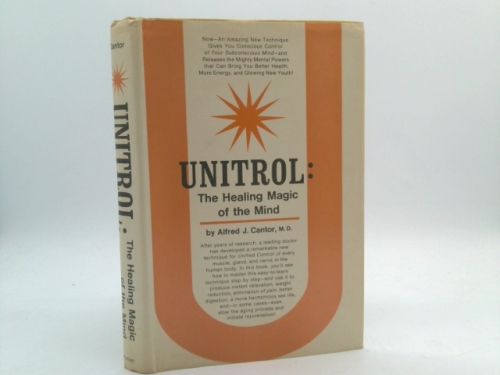 Cantor
UNITROL:
The Healing Magic
of the Mind
Now—An Amazing New Technique
Gives You Conscious Control
of Your Subconscious Mind—and
Releases the Mighty Mental Powers
that Can Bring You Better Health,
More Energy, and Glowing New Youth!
UNITROL:
The Healing Magic
of the Mind
by Alfred J. Cantor, M.D.
After years of research, a leading doctor
has developed a remarkable new
technique for Unified Control of every
muscle, gland, and nerve in the
human body. In this book, you'll see
how to master this easy-to-learn
technique step by step—and use it to
produce instant relaxation, weight
reduction, elimination of pain, better
digestion, a more harmonious sex life,
and—in some cases—even
slow the aging process and
initiate rejuvenation!